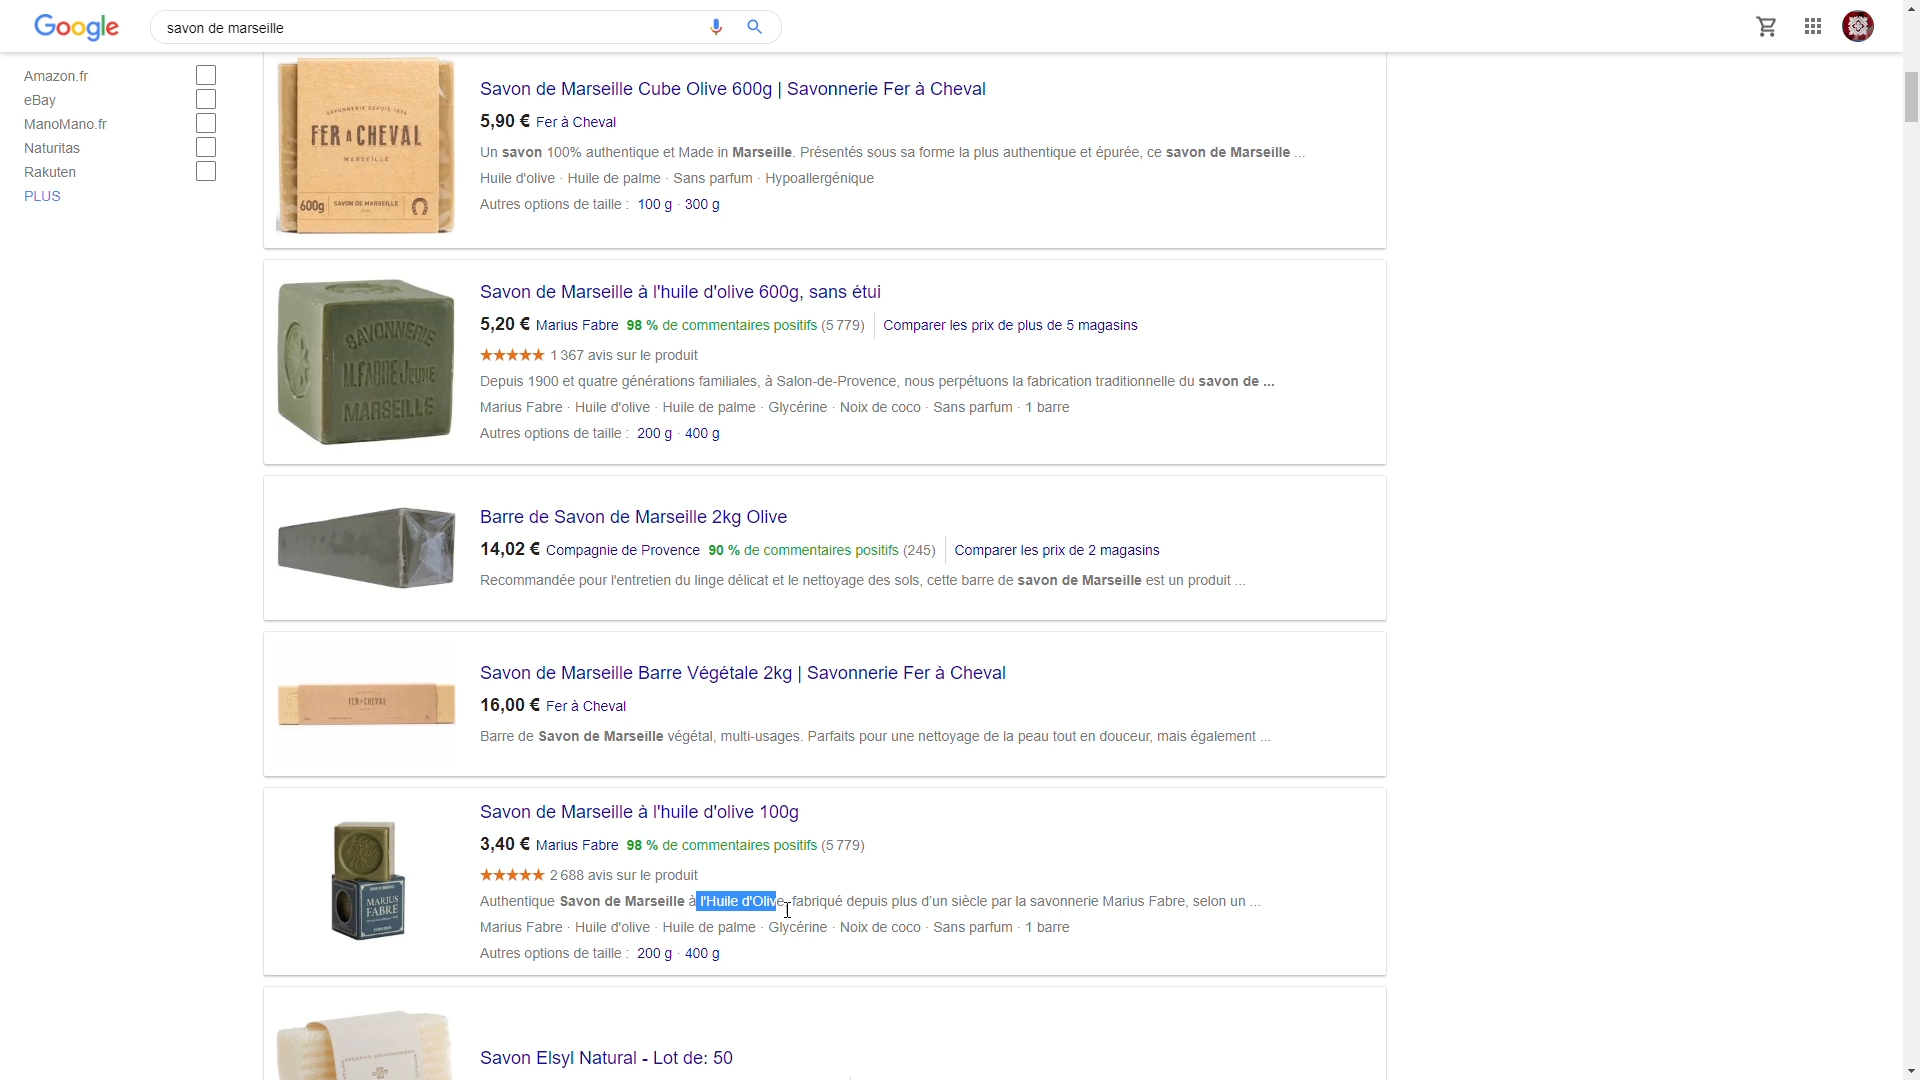 Google
savon de marseille
Amazon.fr
eBay
ManoMano.fr
Naturitas
Rakuten
PLUS
SAVONNERIE DEPUIS 1856
FER À CHEVAL
MARSEILLE
600g SAVON DE MARSEILLE
Savon de Marseille Cube Olive 600g | Savonnerie Fer à Cheval
5,90 € Fer à Cheval
Un savon 100% authentique et Made in Marseille. Présentés sous sa forme la plus authentique et épurée, ce savon de Marseille ...
Huile d'olive · Huile de palme · Sans parfum · Hypoallergénique
Autres options de taille : 100 g · 300 g
SAVONNERIE
M.FABRE JEUNE
MARSEILLE
Savon de Marseille à l'huile d'olive 600g, sans étui
5,20 € Marius Fabre 98 % de commentaires positifs (5 779) Comparer les prix de plus de 5 magasins
1 367 avis sur le produit
Depuis 1900 et quatre générations familiales, à Salon-de-Provence, nous perpétuons la fabrication traditionnelle du savon de ...
Marius Fabre · Huile d'olive · Huile de palme · Glycérine · Noix de coco · Sans parfum · 1 barre
Autres options de taille : 200 g · 400 g
Barre de Savon de Marseille 2kg Olive
14,02 € Compagnie de Provence 90 % de commentaires positifs (245) Comparer les prix de 2 magasins
Recommandée pour l'entretien du linge délicat et le nettoyage des sols, cette barre de savon de Marseille est un produit ...
FER À CHEVAL
Savon de Marseille Barre Végétale 2kg | Savonnerie Fer à Cheval
16,00 € Fer à Cheval
Barre de Savon de Marseille végétal, multi-usages. Parfaits pour une nettoyage de la peau tout en douceur, mais également ...
MARIUS
FABRE
Savon de Marseille à l'huile d'olive 100g
3,40 € Marius Fabre 98 % de commentaires positifs (5 779)
2 688 avis sur le produit
Authentique Savon de Marseille à l'Huile d'Olive, fabriqué depuis plus d'un siècle par la savonnerie Marius Fabre, selon un ...
Marius Fabre · Huile d'olive · Huile de palme · Glycérine · Noix de coco · Sans parfum · 1 barre
Autres options de taille : 200 g · 400 g
Savon Elsyl Natural - Lot de: 50